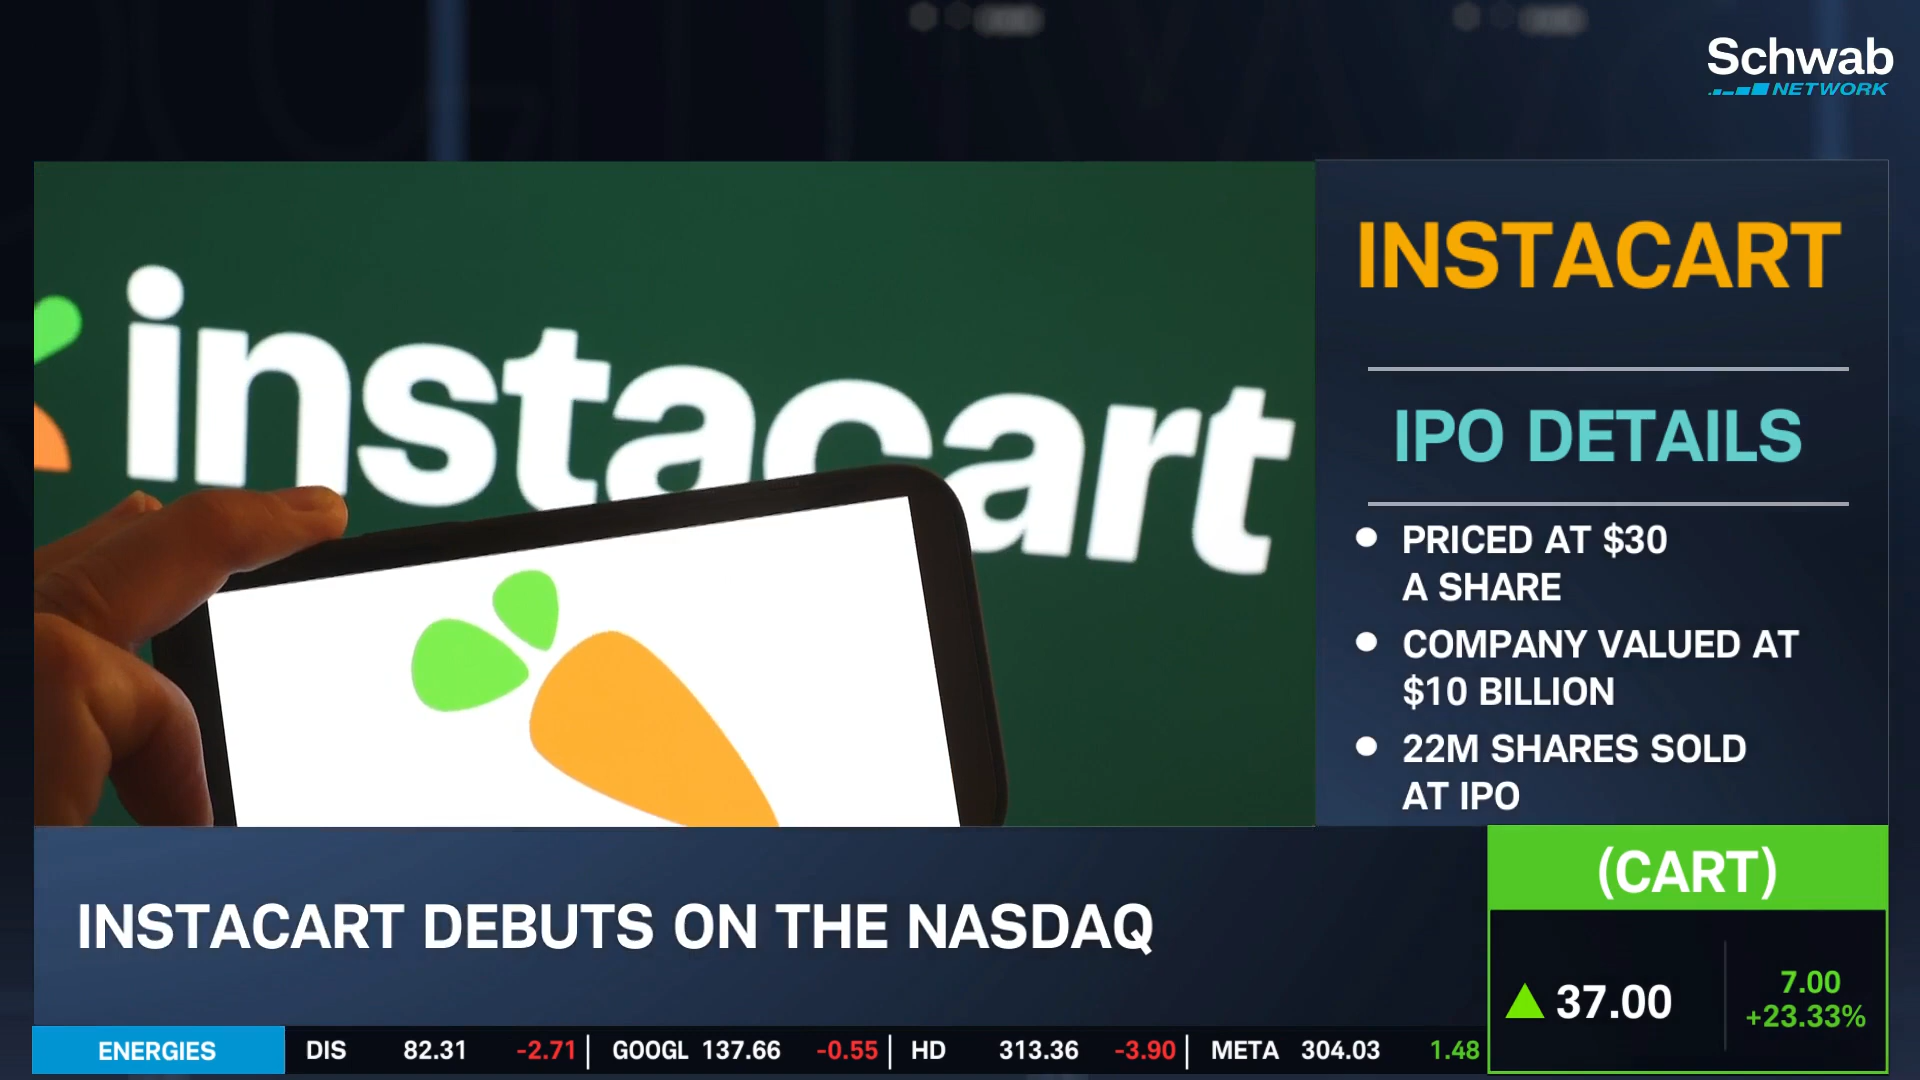 Schwab
NETWORK
instacart
INSTACART
IPO DETAILS
PRICED AT $30
A SHARE
COMPANY VALUED AT
$10 BILLION
22M SHARES SOLD
AT IPO
INSTACART DEBUTS ON THE NASDAQ
(CART)
37.00
7.00
+23.33%
ENERGIES
DIS 82.31 -2.71 | GOOGL 137.66 -0.55 | HD 313.36 -3.90 | META 304.03 1.48